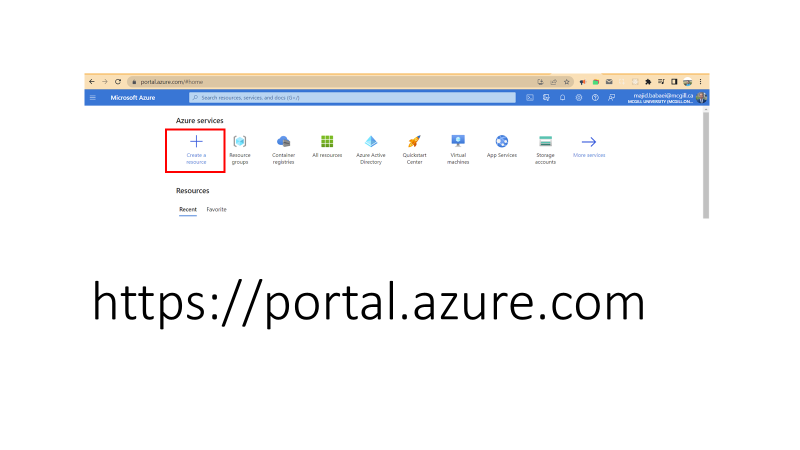 portal.azure.com/#home
Microsoft Azure
Search resources, services, and docs (G+/)
majid.babaei@mcgill.ca
MCGILL UNIVERSITY (MCGILL.ON...
Azure services
Create a resource
Resource groups
Container registries
All resources
Azure Active Directory
Quickstart Center
Virtual machines
App Services
Storage accounts
More services
Resources
Recent Favorite
https://portal.azure.com